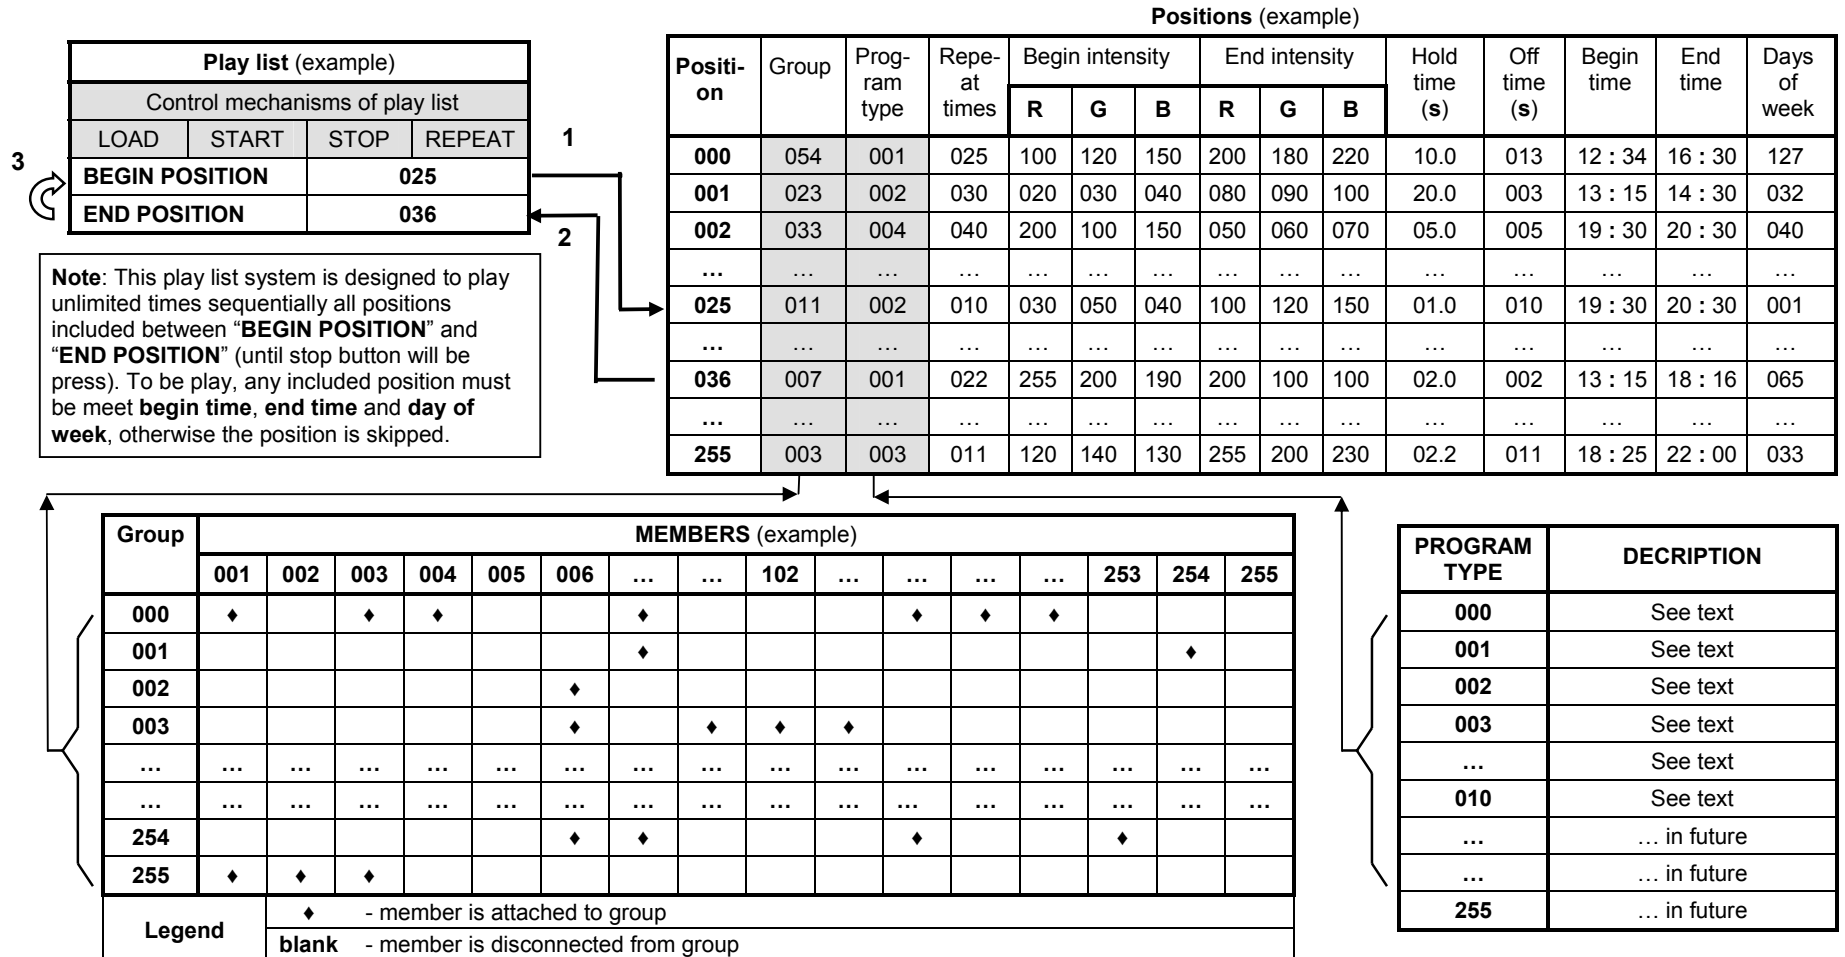 Play list (example)
Control mechanisms of play list
LOAD START STOP REPEAT
BEGIN POSITION 025
END POSITION 036
1
2
3
Note: This play list system is designed to play
unlimited times sequentially all positions
included between “BEGIN POSITION” and
“END POSITION” (until stop button will be
press). To be play, any included position must
be meet begin time, end time and day of
week, otherwise the position is skipped.
Positions (example)
Positi- Group Prog- Repe- Begin intensity End intensity Hold Off Begin End Days
on ram at time time time time of
type times R G B R G B (s) (s) week
000 054 001 025 100 120 150 200 180 220 10.0 013 12 : 34 16 : 30 127
001 023 002 030 020 030 040 080 090 100 20.0 003 13 : 15 14 : 30 032
002 033 004 040 200 100 150 050 060 070 05.0 005 19 : 30 20 : 30 040
… … … … … … … … … … … … … … …
025 011 002 010 030 050 040 100 120 150 01.0 010 19 : 30 20 : 30 001
… … … … … … … … … … … … … … …
036 007 001 022 255 200 190 200 100 100 02.0 002 13 : 15 18 : 16 065
… … … … … … … … … … … … … … …
255 003 003 011 120 140 130 255 200 230 02.2 011 18 : 25 22 : 00 033
Group MEMBERS (example)
001 002 003 004 005 006 … … 102 … … … … 253 254 255
000 ♦ ♦ ♦ ♦ ♦ ♦ ♦
001 ♦ ♦
002 ♦
003 ♦ ♦ ♦ ♦
… … … … … … … … … … … … … … … … …
… … … … … … … … … … … … … … … … …
254 ♦ ♦ ♦ ♦
255 ♦ ♦ ♦
Legend
♦ - member is attached to group
blank - member is disconnected from group
PROGRAM DECRIPTION
TYPE
000 See text
001 See text
002 See text
003 See text
… See text
010 See text
… … in future
… … in future
255 … in future